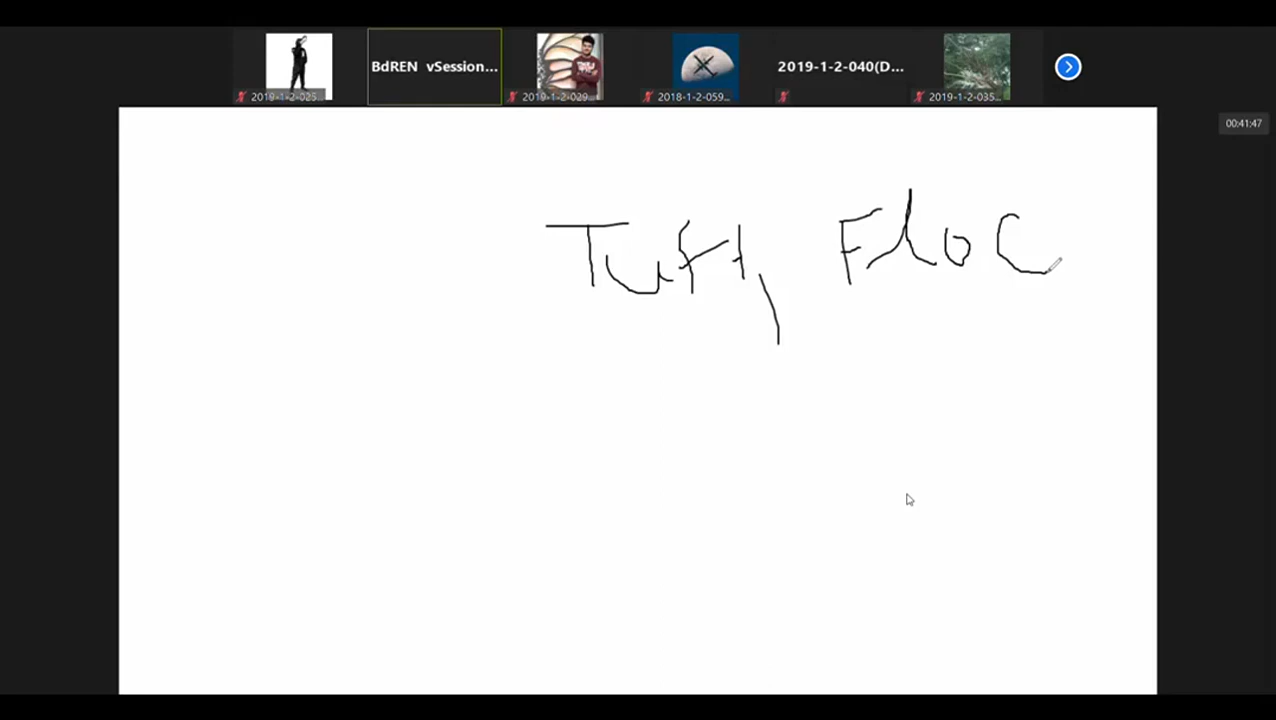 2019-1-2-025...
BdREN vSession...
2019-1-2-029...
2018-1-2-059...
2019-1-2-040(D...
2019-1-2-035...
00:41:47
Tuft, Floc